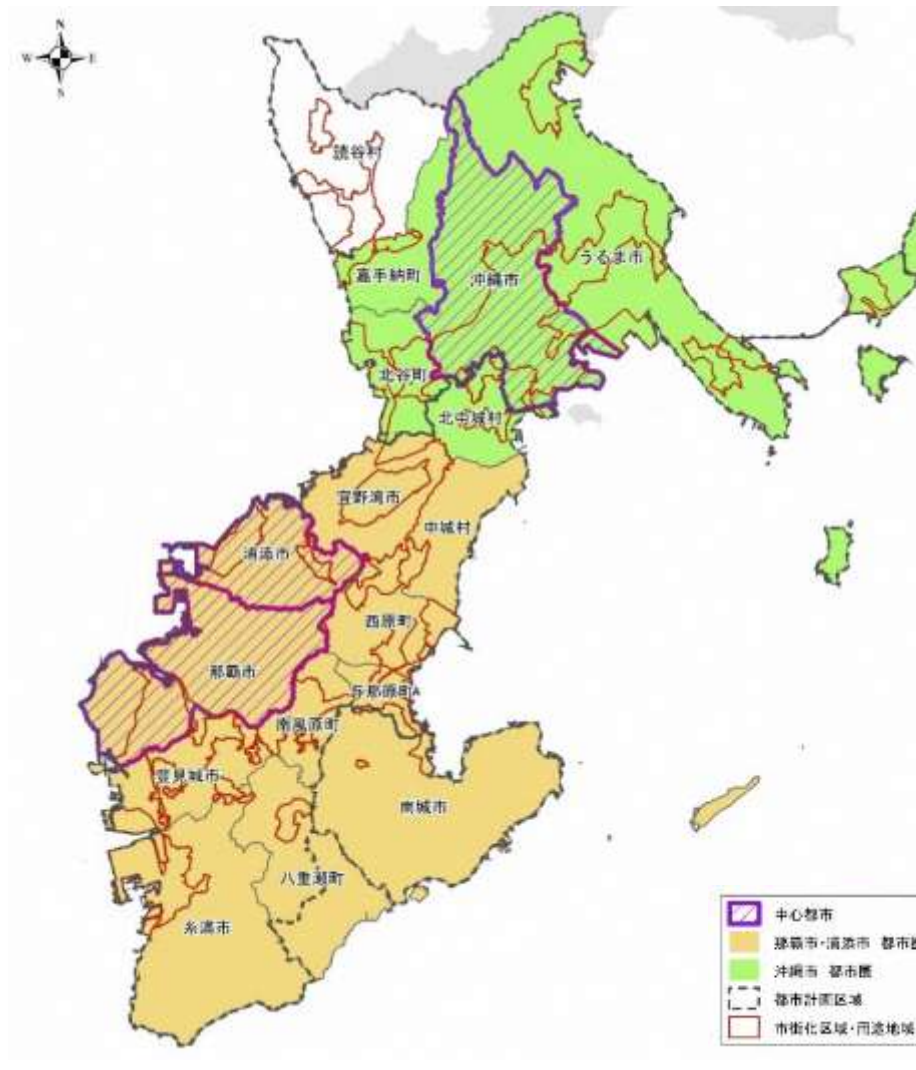 N
W
E
S
読谷村
うるま市
嘉手納町
沖縄市
北谷町
北中城村
宜野湾市
中城村
浦添市
西原町
那覇市
与那原町
南風原町
豊見城市
南城市
八重瀬町
糸満市
中心都市
那覇市・浦添市 都市圏
沖縄市 都市圏
都市計画区域
市街化区域・用途地域